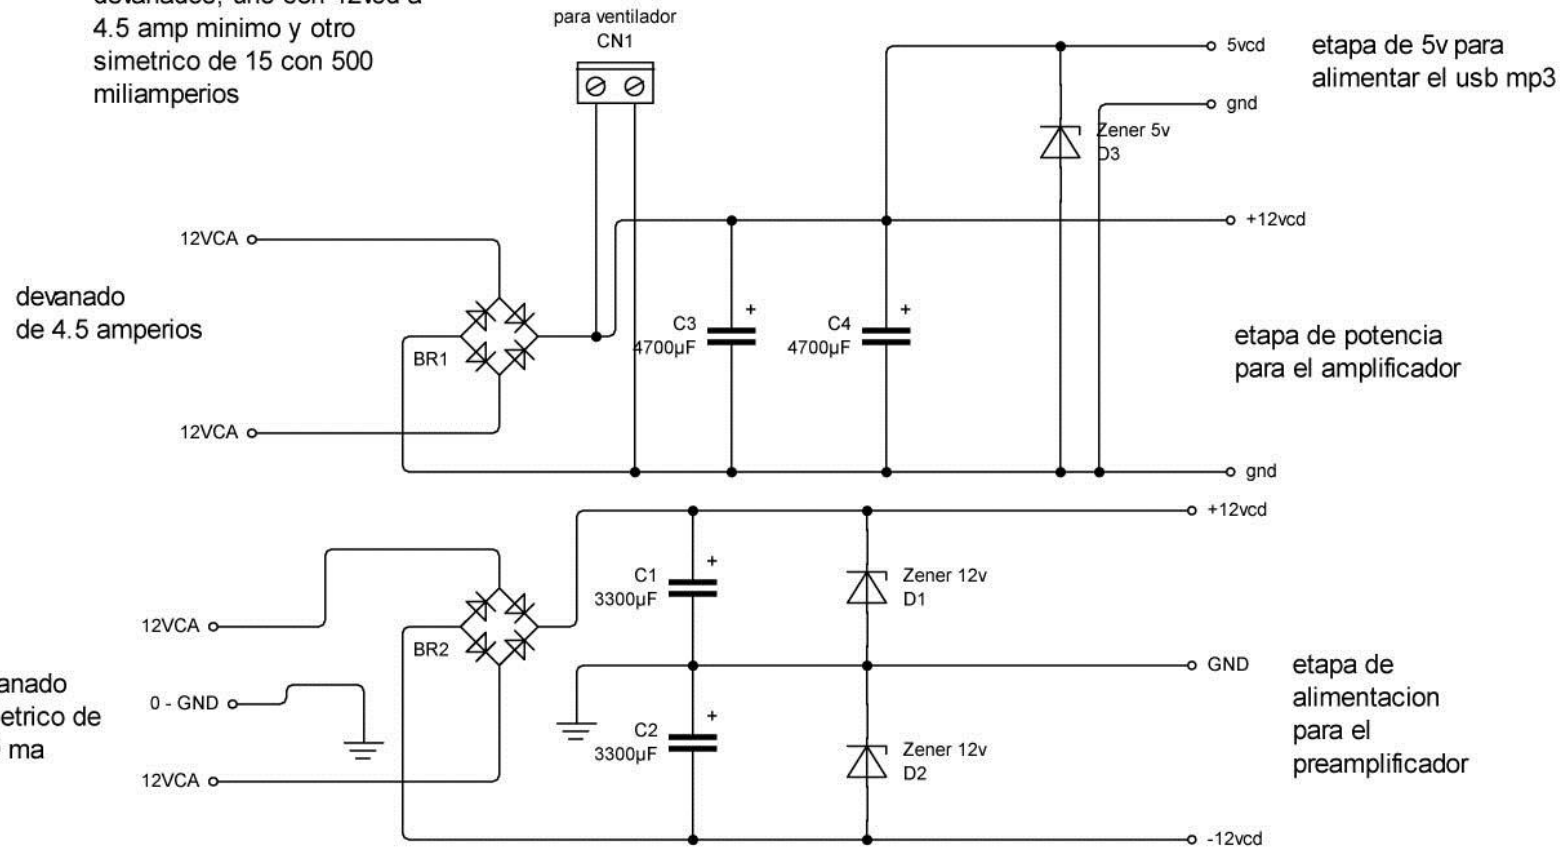 4.5 amp minimo y otro
simetrico de 15 con 500
miliamperios
para ventilador
CN1
5vcd
gnd
etapa de 5v para
alimentar el usb mp3
Zener 5v
D3
12VCA
+12vcd
devanado
de 4.5 amperios
BR1
C3
4700µF
+
C4
4700µF
+
etapa de potencia
para el amplificador
12VCA
gnd
+12vcd
12VCA
BR2
C1
3300µF
+
Zener 12v
D1
0 - GND
GND
C2
3300µF
+
Zener 12v
D2
etapa de
alimentacion
para el
preamplificador
ma
12VCA
-12vcd